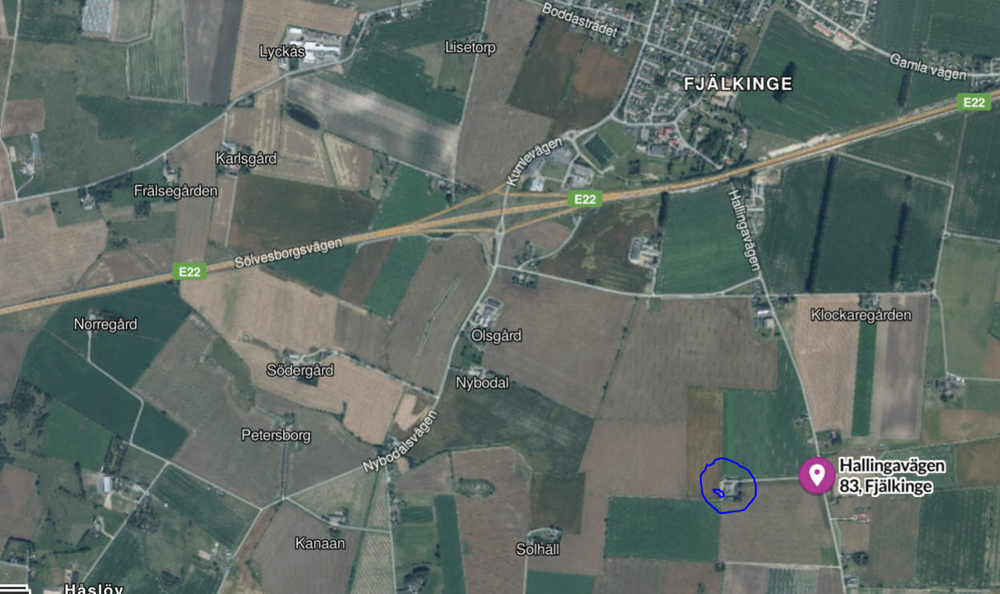 Boddasträdet
Lyckås
Lisetorp
Gamla vägen
FJÄLKINGE
E22
Karlsgård
Kumlevägen
Frälsegården
E22
Hallingavägen
Sölvesborgsvägen
E22
Norregård
Klockaregården
Olsgård
Södergård
Nybodal
Petersborg
Nybodalsvägen
Hallingavägen
83, Fjälkinge
Kanaan
Solhäll
Håslöv